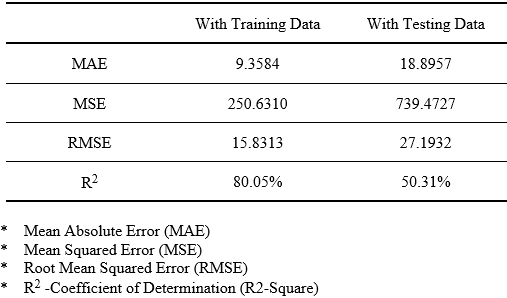 With Training Data With Testing Data
MAE 9.3584 18.8957
MSE 250.6310 739.4727
RMSE 15.8313 27.1932
R² 80.05% 50.31%
* Mean Absolute Error (MAE)
* Mean Squared Error (MSE)
* Root Mean Squared Error (RMSE)
* R² -Coefficient of Determination (R2-Square)